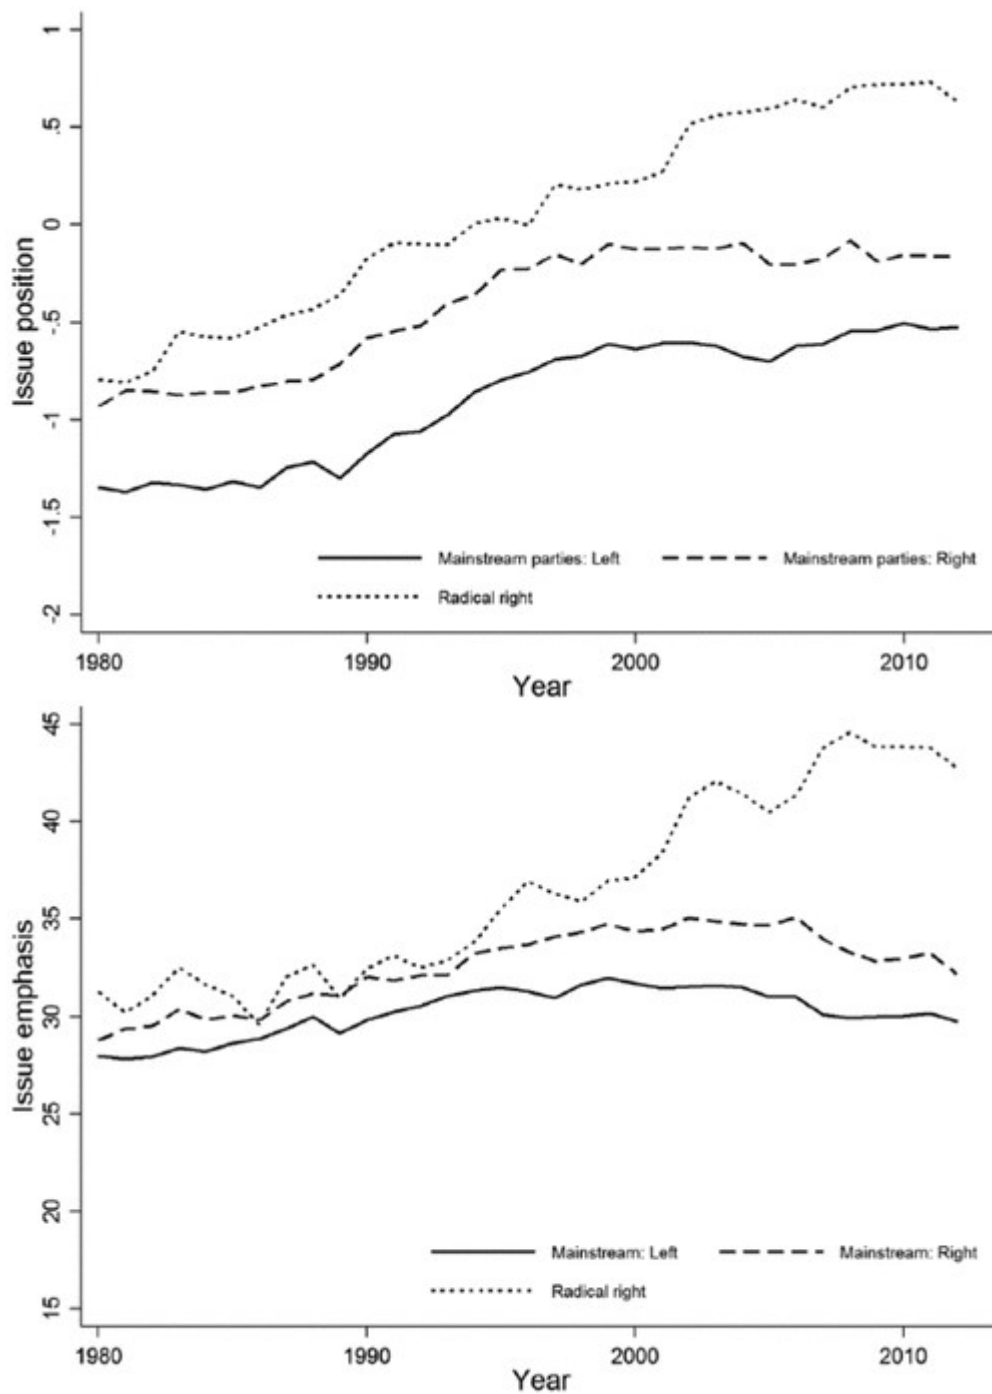 Issue position
1
.5
0
-.5
-1
-1.5
-2
Mainstream parties: Left
Mainstream parties: Right
Radical right
1980
1990
2000
2010
Year
Issue emphasis
45
40
35
30
25
20
15
Mainstream: Left
Mainstream: Right
Radical right
1980
1990
2000
2010
Year